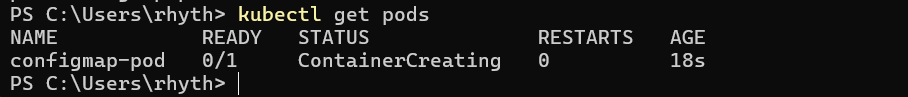 PS C:\Users\rhyth> kubectl get pods
NAME            READY   STATUS              RESTARTS   AGE
configmap-pod   0/1     ContainerCreating   0          18s
PS C:\Users\rhyth>